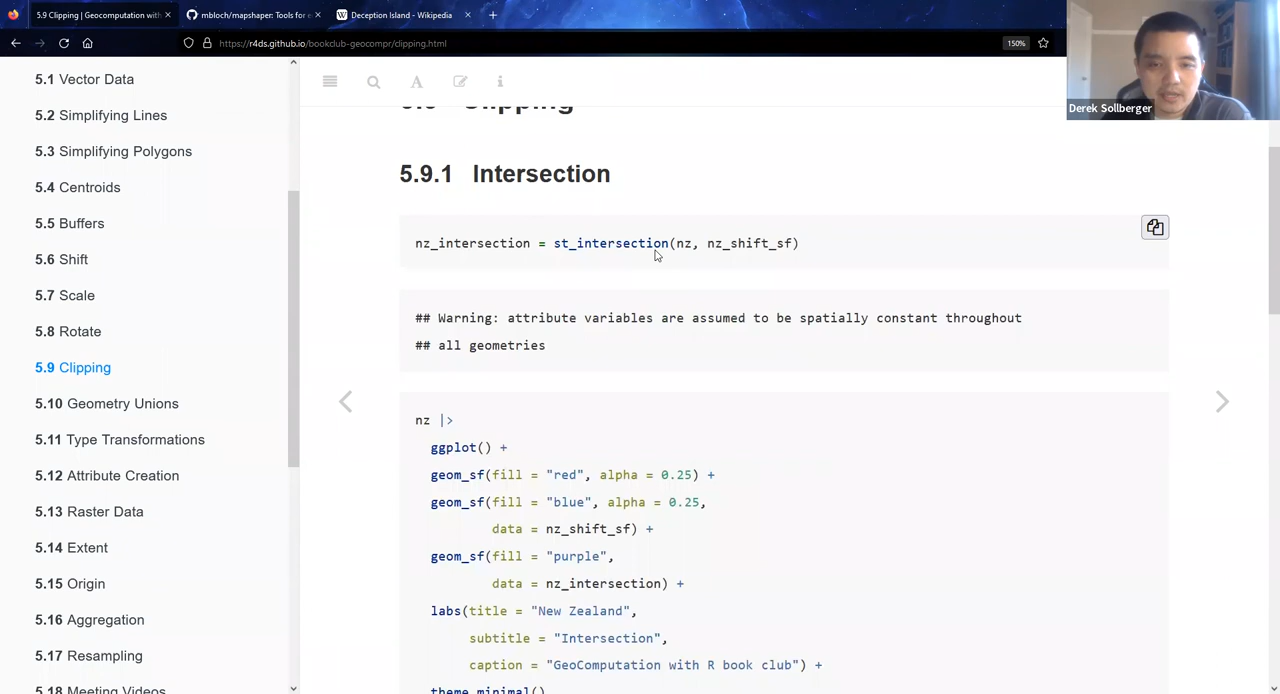 5.9 Clipping | Geocomputation with
mbloch/mapshaper: Tools for e
Deception Island - Wikipedia
https://r4ds.github.io/bookclub-geocompr/clipping.html
150%
Derek Sollberger
5.1 Vector Data
5.2 Simplifying Lines
5.3 Simplifying Polygons
5.4 Centroids
5.5 Buffers
5.6 Shift
5.7 Scale
5.8 Rotate
5.9 Clipping
5.10 Geometry Unions
5.11 Type Transformations
5.12 Attribute Creation
5.13 Raster Data
5.14 Extent
5.15 Origin
5.16 Aggregation
5.17 Resampling
5.18 Meeting Videos
5.9 Clipping
5.9.1 Intersection
nz_intersection = st_intersection(nz, nz_shift_sf)
## Warning: attribute variables are assumed to be spatially constant throughout
## all geometries
nz |>
ggplot() +
geom_sf(fill = "red", alpha = 0.25) +
geom_sf(fill = "blue", alpha = 0.25,
data = nz_shift_sf) +
geom_sf(fill = "purple",
data = nz_intersection) +
labs(title = "New Zealand",
subtitle = "Intersection",
caption = "GeoComputation with R book club") +
theme_minimal()